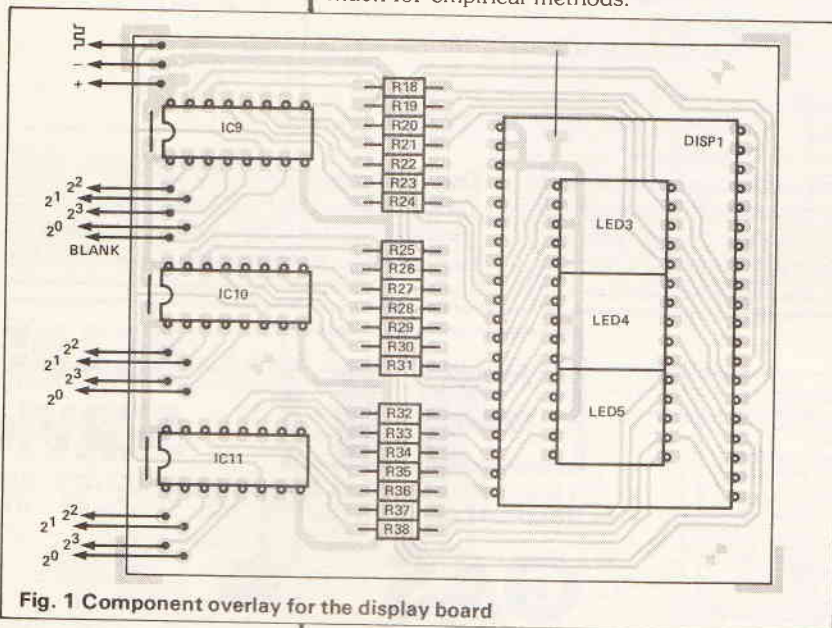 much for empirical methods.
−
+
IC9
2²
2¹
2³
2⁰
BLANK
IC10
2²
2¹
2³
2⁰
IC11
2²
2¹
2³
2⁰
R18
R19
R20
R21
R22
R23
R24
R25
R26
R27
R28
R29
R30
R31
R32
R33
R34
R35
R36
R37
R38
DISP1
LED3
LED4
LED5
Fig. 1 Component overlay for the display board